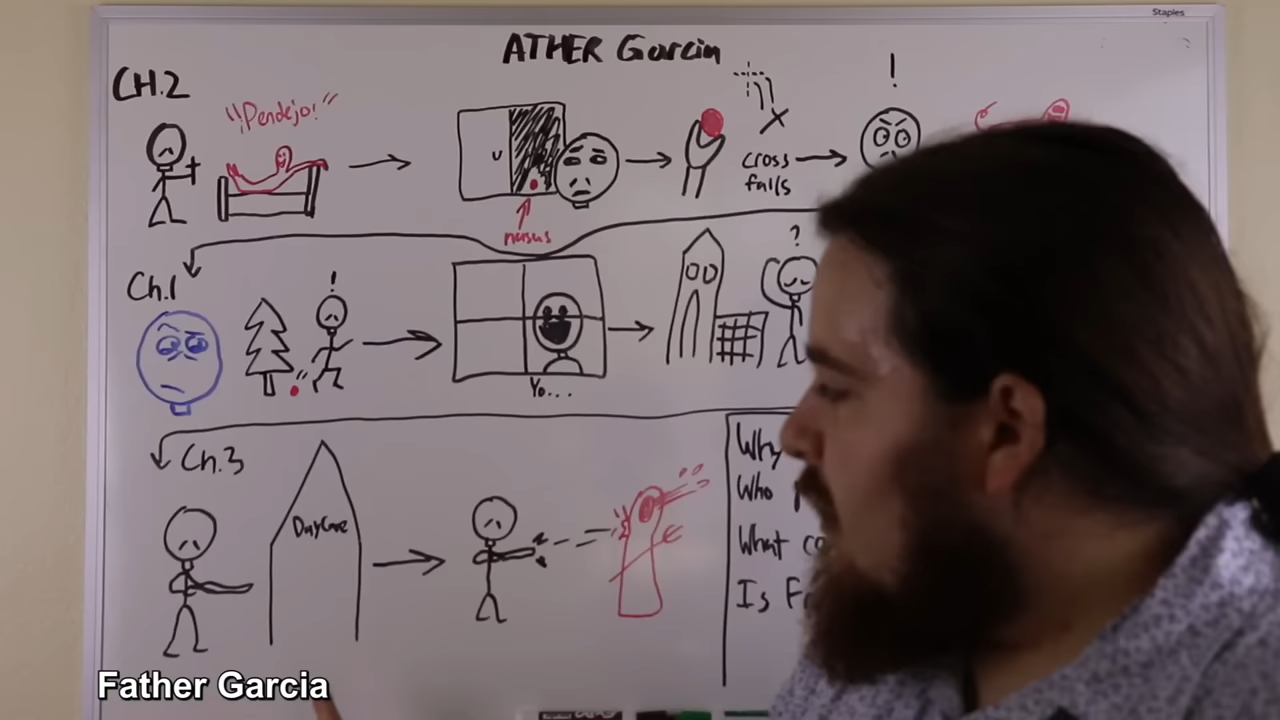 Staples
ATHER Garcia
CH.2
"¡Pendejo!"
!
cross
falls
Ch.1
!
?
Yo...
Ch.3
DayCare
Why
Who
What
Is
Father Garcia